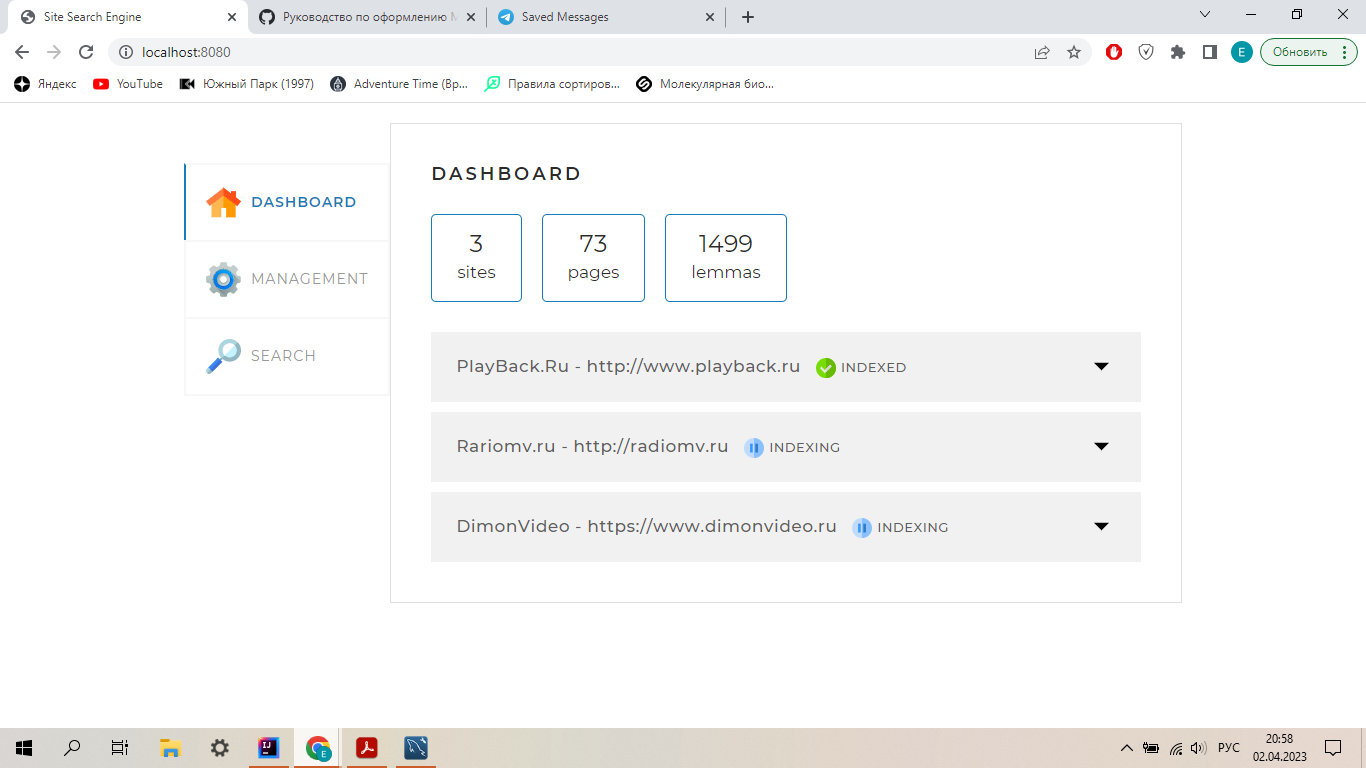 Site Search Engine
Руководство по оформлению
Saved Messages
localhost:8080
E
Обновить
Яндекс
YouTube
Южный Парк (1997)
Adventure Time (Вр...
Правила сортиров...
Молекулярная био...
DASHBOARD
MANAGEMENT
SEARCH
DASHBOARD
3
sites
73
pages
1499
lemmas
PlayBack.Ru - http://www.playback.ru INDEXED
Rariomv.ru - http://radiomv.ru INDEXING
DimonVideo - https://www.dimonvideo.ru INDEXING
IJ
E
РУС
20:58
02.04.2023